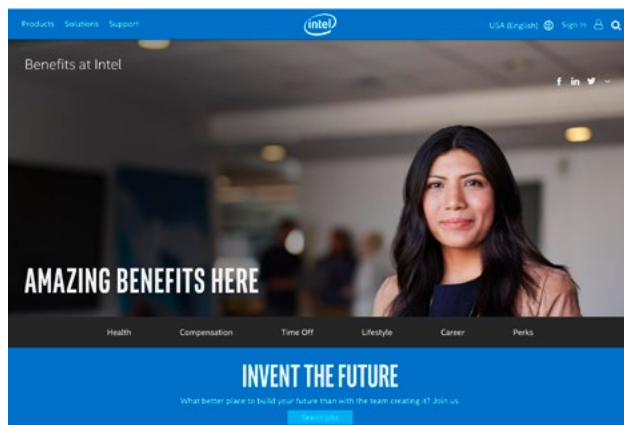 Products Solutions Support
intel
USA (English) Sign In
Benefits at Intel
AMAZING BENEFITS HERE
Health Compensation Time Off Lifestyle Career Perks
INVENT THE FUTURE
What better place to build your future than with the team creating it? Join us.
Search jobs